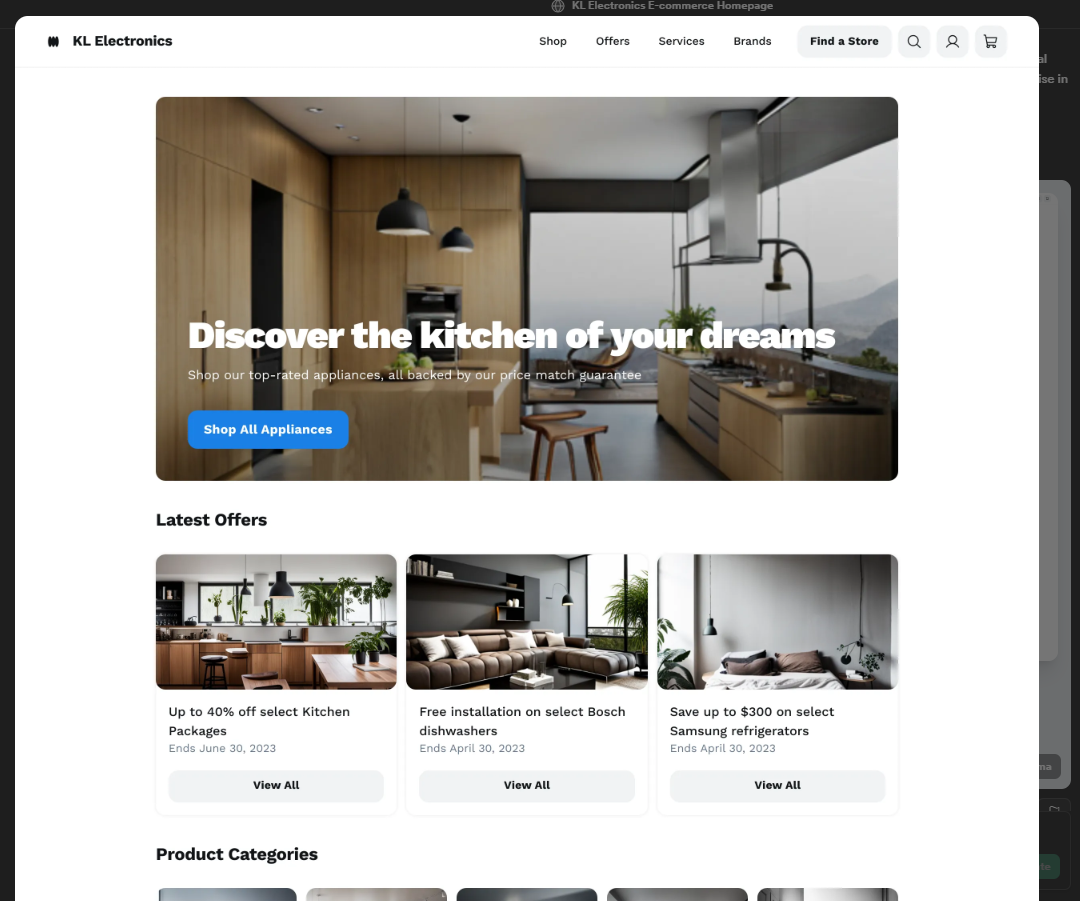 KL Electronics E-commerce Homepage
KL Electronics
Shop
Offers
Services
Brands
Find a Store
Discover the kitchen of your dreams
Shop our top-rated appliances, all backed by our price match guarantee
Shop All Appliances
Latest Offers
Up to 40% off select Kitchen
Packages
Ends June 30, 2023
View All
Free installation on select Bosch
dishwashers
Ends April 30, 2023
View All
Save up to $300 on select
Samsung refrigerators
Ends April 30, 2023
View All
Product Categories